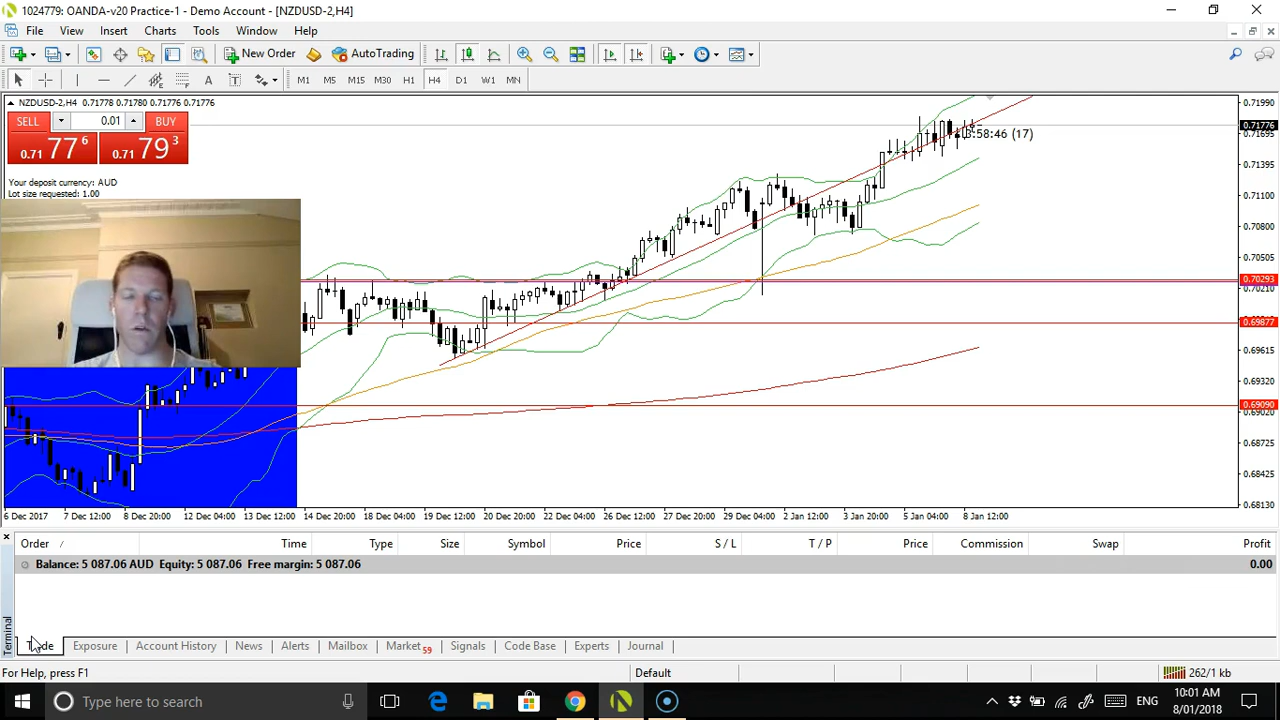 1024779: OANDA-v20 Practice-1 - Demo Account - [NZDUSD-2,H4]
File View Insert Charts Tools Window Help
New Order AutoTrading
A T M1 M5 M15 M30 H1 H4 D1 W1 MN
NZDUSD-2,H4 0.71778 0.71780 0.71776 0.71776
SELL 0.01 BUY
0.71 77 6 0.71 79 3
Your deposit currency: AUD
Lot size requested: 1.00
3:58:46 (17)
0.71990
0.71776
0.71695
0.71395
0.71100
0.70800
0.70505
0.70293
0.70210
0.69877
0.69615
0.69320
0.69090
0.69020
0.68725
0.68425
0.68130
6 Dec 2017 7 Dec 12:00 8 Dec 20:00 12 Dec 04:00 13 Dec 12:00 14 Dec 20:00 18 Dec 04:00 19 Dec 12:00 20 Dec 20:00 22 Dec 04:00 26 Dec 12:00 27 Dec 20:00 29 Dec 04:00 2 Jan 12:00 3 Jan 20:00 5 Jan 04:00 8 Jan 12:00
Order Time Type Size Symbol Price S / L T / P Price Commission Swap Profit
Balance: 5 087.06 AUD Equity: 5 087.06 Free margin: 5 087.06 0.00
Terminal
Trade Exposure Account History News Alerts Mailbox Market 59 Signals Code Base Experts Journal
For Help, press F1 Default 262/1 kb
Type here to search ENG 10:01 AM
8/01/2018